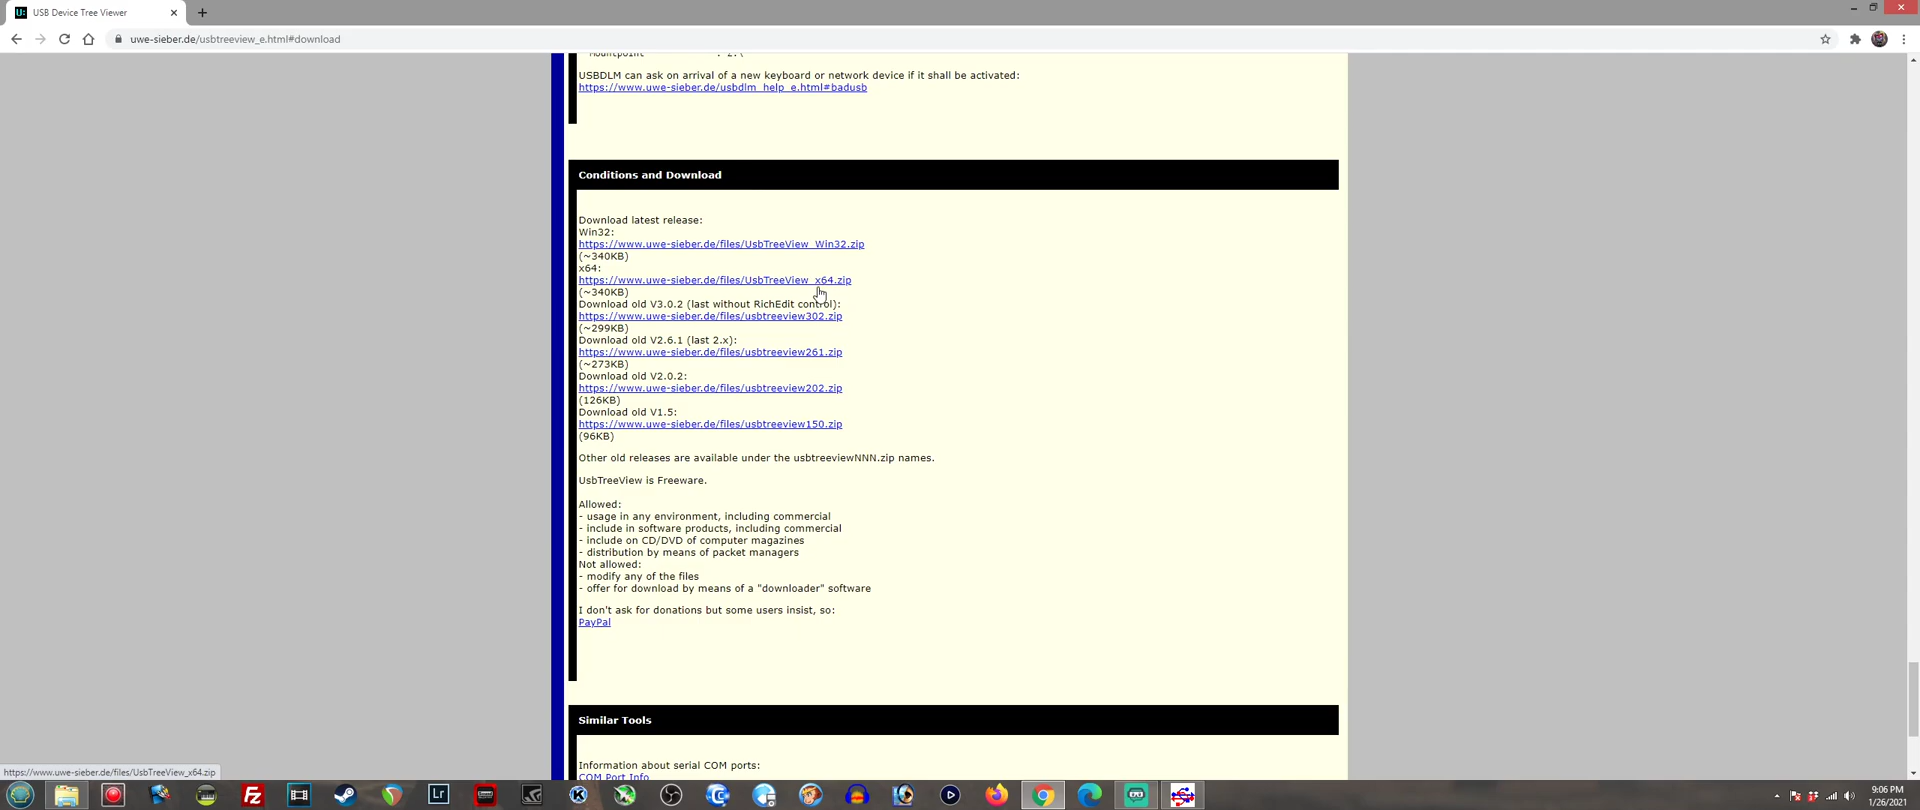 USB Device Tree Viewer
uwe-sieber.de/usbtreeview_e.html#download
Mountpoint : Z:\
USBDLM can ask on arrival of a new keyboard or network device if it shall be activated:
https://www.uwe-sieber.de/usbdlm_help_e.html#badusb
Conditions and Download
Download latest release:
Win32:
https://www.uwe-sieber.de/files/UsbTreeView_Win32.zip
(~340KB)
x64:
https://www.uwe-sieber.de/files/UsbTreeView_x64.zip
(~340KB)
Download old V3.0.2 (last without RichEdit control):
https://www.uwe-sieber.de/files/usbtreeview302.zip
(~299KB)
Download old V2.6.1 (last 2.x):
https://www.uwe-sieber.de/files/usbtreeview261.zip
(~273KB)
Download old V2.0.2:
https://www.uwe-sieber.de/files/usbtreeview202.zip
(126KB)
Download old V1.5:
https://www.uwe-sieber.de/files/usbtreeview150.zip
(96KB)
Other old releases are available under the usbtreeviewNNN.zip names.
UsbTreeView is Freeware.
Allowed:
- usage in any environment, including commercial
- include in software products, including commercial
- include on CD/DVD of computer magazines
- distribution by means of packet managers
Not allowed:
- modify any of the files
- offer for download by means of a "downloader" software
I don't ask for donations but some users insist, so:
PayPal
Similar Tools
Information about serial COM ports:
COM Port Info
https://www.uwe-sieber.de/files/UsbTreeView_x64.zip
Fz
Lr
K
9:06 PM
1/26/2021